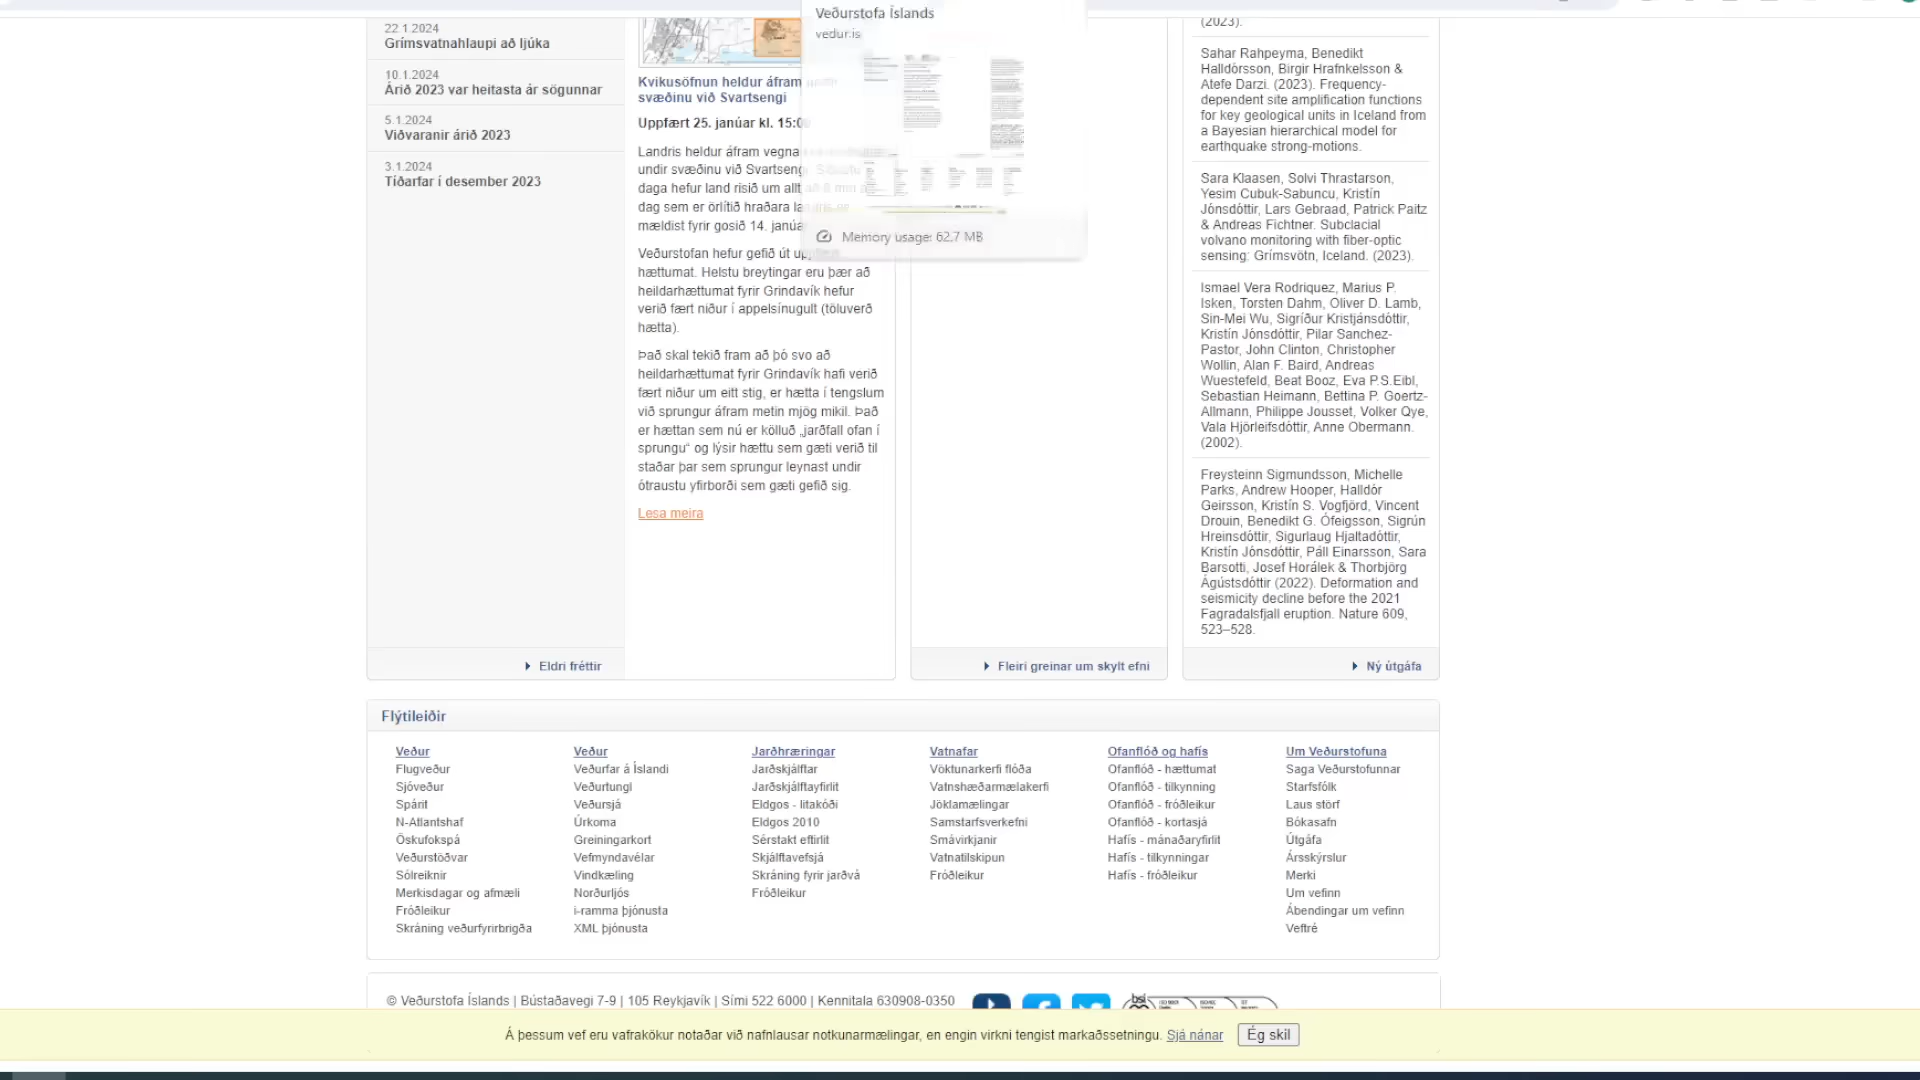 Veðurstofa Íslands
vedur.is
Memory usage: 62.7 MB
22.1.2024
Grímsvatnahlaupi að ljúka
10.1.2024
Árið 2023 var heitasta ár sögunnar
5.1.2024
Viðvaranir árið 2023
3.1.2024
Tíðarfar í desember 2023
Eldri fréttir
Kvikusöfnun heldur áfram undir
svæðinu við Svartsengi
Uppfært 25. janúar kl. 15:00
Landris heldur áfram vegna
undir svæðinu við Svartsengi.
daga hefur land risið um allt að 8 mm á
dag sem er örlítið hraðara
mældist fyrir gosið 14. janúar
Veðurstofan hefur gefið út
hættumat. Helstu breytingar eru þær að
heildarhættumat fyrir Grindavík hefur
verið fært niður í appelsínugult (töluverð
hætta).
Það skal tekið fram að þó svo að
heildarhættumat fyrir Grindavík hafi verið
fært niður um eitt stig, er hætta í tengslum
við sprungur áfram metin mjög mikil. Það
er hættan sem nú er kölluð „jarðfall ofan í
sprungu“ og lýsir hættu sem gæti verið til
staðar þar sem sprungur leynast undir
ótraustu yfirborði sem gæti gefið sig.
Lesa meira
Fleiri greinar um skylt efni
(2023).
Sahar Rahpeyma, Benedikt
Halldórsson, Birgir Hrafnkelsson &
Atefe Darzi. (2023). Frequency-
dependent site amplification functions
for key geological units in Iceland from
a Bayesian hierarchical model for
earthquake strong-motions.
Sara Klaasen, Sölvi Thrastarson,
Yesim Cubuk-Sabuncu, Kristín
Jónsdóttir, Lars Gebraad, Patrick Paitz
& Andreas Fichtner. Subclacial
volcano monitoring with fiber-optic
sensing: Grímsvötn, Iceland. (2023).
Ismael Vera Rodriquez, Marius P.
Isken, Torsten Dahm, Oliver D. Lamb,
Sin-Mei Wu, Sigríður Kristjánsdóttir,
Kristín Jónsdóttir, Pilar Sanchez-
Pastor, John Clinton, Christopher
Wollin, Alan F. Baird, Andreas
Wuestefeld, Beat Booz, Eva P.S.Eibl,
Sebastian Heimann, Bettina P. Goertz-
Allmann, Philippe Jousset, Volker Qye,
Vala Hjörleifsdóttir, Anne Obermann.
(2002).
Freysteinn Sigmundsson, Michelle
Parks, Andrew Hooper, Halldór
Geirsson, Kristín S. Vogfjörd, Vincent
Drouin, Benedikt G. Ófeigsson, Sigrún
Hreinsdóttir, Sigurlaug Hjaltadóttir,
Kristín Jónsdóttir, Páll Einarsson, Sara
Barsotti, Josef Horálek & Thorbjörg
Ágústsdóttir (2022). Deformation and
seismicity decline before the 2021
Fagradalsfjall eruption. Nature 609,
523–528.
Ný útgáfa
Flýtileiðir
Veður
Flugveður
Sjóveður
Spárit
N-Atlantshaf
Öskufokspá
Veðurstöðvar
Sólreiknir
Merkisdagar og afmæli
Fróðleikur
Skráning veðurfyrirbrigða
Veður
Veðurfar á Íslandi
Veðurtungl
Veðursjá
Úrkoma
Greiningarkort
Vefmyndavélar
Vindkæling
Norðurljós
i-ramma þjónusta
XML þjónusta
Jarðhræringar
Jarðskjálftar
Jarðskjálftayfirlit
Eldgos - litakóði
Eldgos 2010
Sérstakt eftirlit
Skjálftavefsjá
Skráning fyrir jarðvá
Fróðleikur
Vatnafar
Vöktunarkerfi flóða
Vatnshæðarmælakerfi
Jöklamælingar
Samstarfsverkefni
Smávirkjanir
Vatnatilskipun
Fróðleikur
Ofanflóð og hafís
Ofanflóð - hættumat
Ofanflóð - tilkynning
Ofanflóð - fróðleikur
Ofanflóð - kortasjá
Hafís - mánaðaryfirlit
Hafís - tilkynningar
Hafís - fróðleikur
Um Veðurstofuna
Saga Veðurstofunnar
Starfsfólk
Laus störf
Bókasafn
Útgáfa
Ársskýrslur
Merki
Um vefinn
Ábendingar um vefinn
Veftré
© Veðurstofa Íslands | Bústaðavegi 7-9 | 105 Reykjavík | Sími 522 6000 | Kennitala 630908-0350
bsi
Á þessum vef eru vafrakökur notaðar við nafnlausar notkunarmælingar, en engin virkni tengist markaðssetningu. Sjá nánar
Ég skil